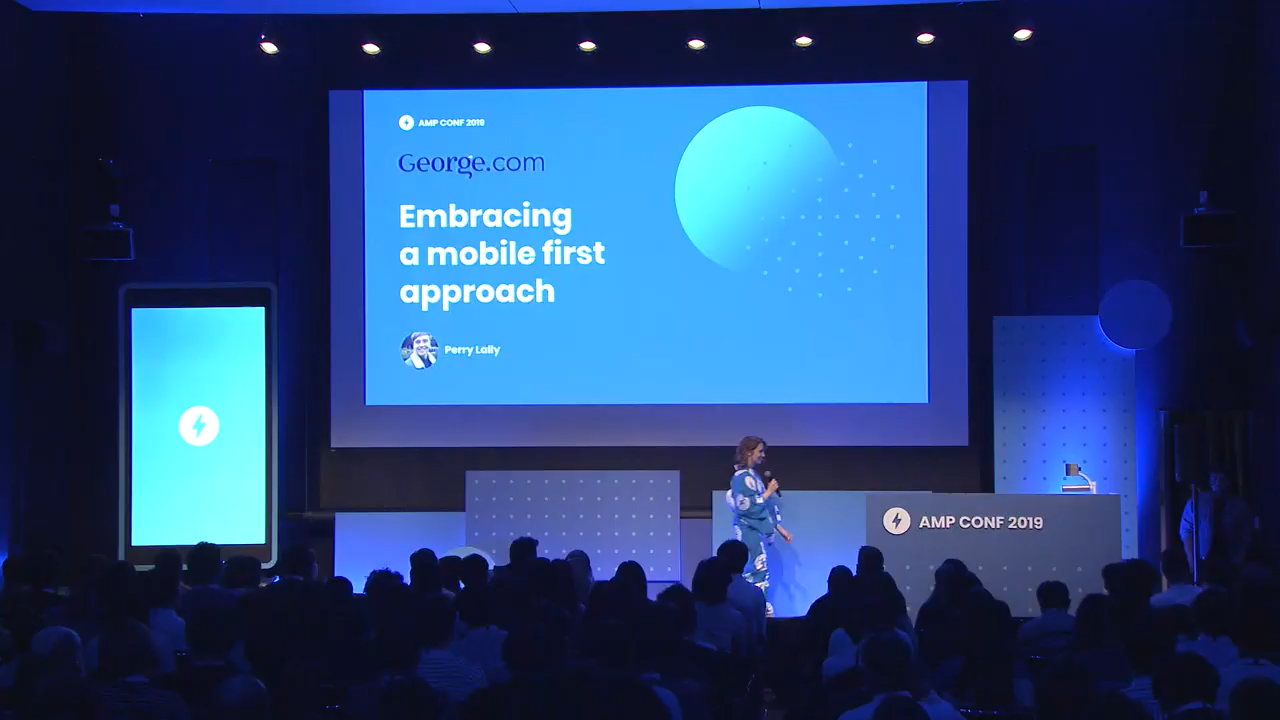 AMP CONF 2019
George.com
Embracing
a mobile first
approach
Perry Lally
AMP CONF 2019